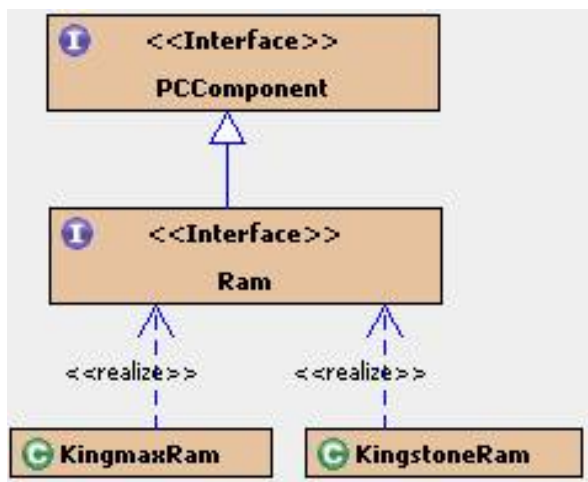 I <<Interface>>
PCComponent
I <<Interface>>
Ram
<<realize>> <<realize>>
C KingmaxRam C KingstoneRam